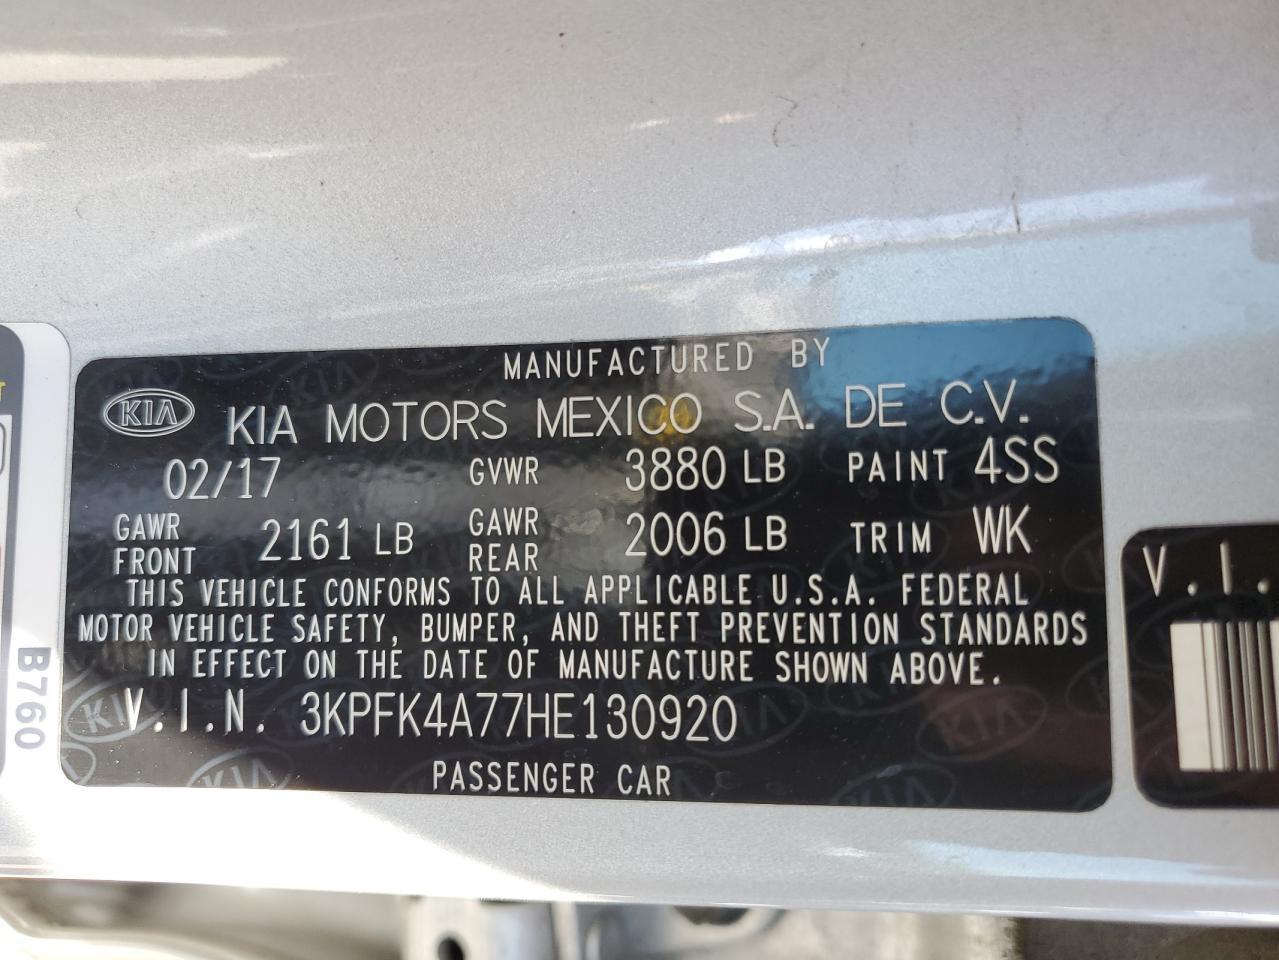 MANUFACTURED BY
KIA KIA MOTORS MEXICO S.A. DE C.V.
02/17 GVWR 3880 LB PAINT 4SS
GAWR FRONT 2161 LB GAWR REAR 2006 LB TRIM WK
THIS VEHICLE CONFORMS TO ALL APPLICABLE U.S.A. FEDERAL
MOTOR VEHICLE SAFETY, BUMPER, AND THEFT PREVENTION STANDARDS
IN EFFECT ON THE DATE OF MANUFACTURE SHOWN ABOVE.
V.I.N. 3KPFK4A77HE130920
PASSENGER CAR
B760
V.I.